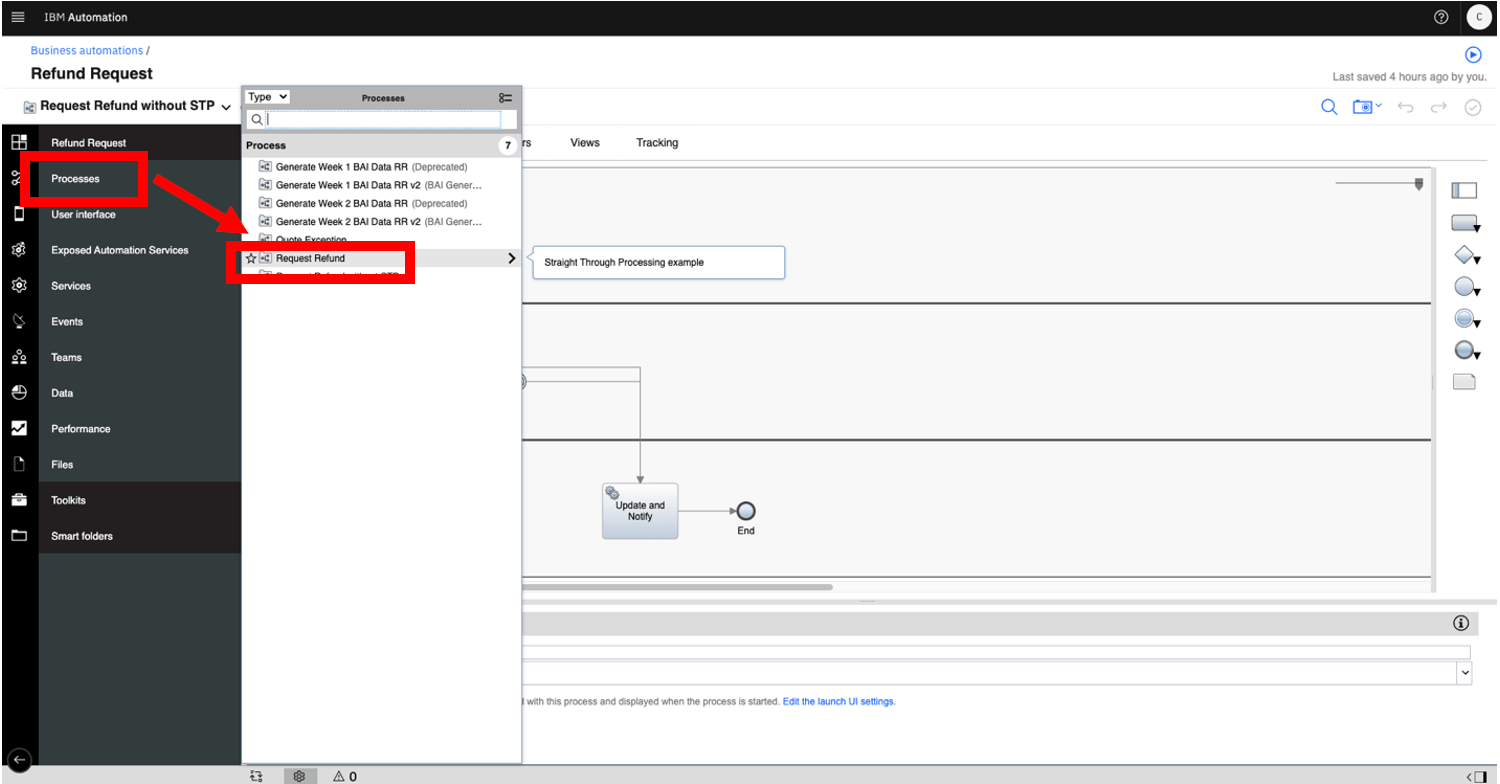 IBM Automation
C
Business automations /
Refund Request
Last saved 4 hours ago by you.
Request Refund without STP
Type
Processes
Process
7
Generate Week 1 BAI Data RR (Deprecated)
Generate Week 1 BAI Data RR v2 (BAI Gener...
Generate Week 2 BAI Data RR (Deprecated)
Generate Week 2 BAI Data RR v2 (BAI Gener...
Quote Exception
Request Refund
Request Refund without STP
Straight Through Processing example
rs
Views
Tracking
Refund Request
Processes
User interface
Exposed Automation Services
Services
Events
Teams
Data
Performance
Files
Toolkits
Smart folders
Update and
Notify
End
with this process and displayed when the process is started. Edit the launch UI settings.
0